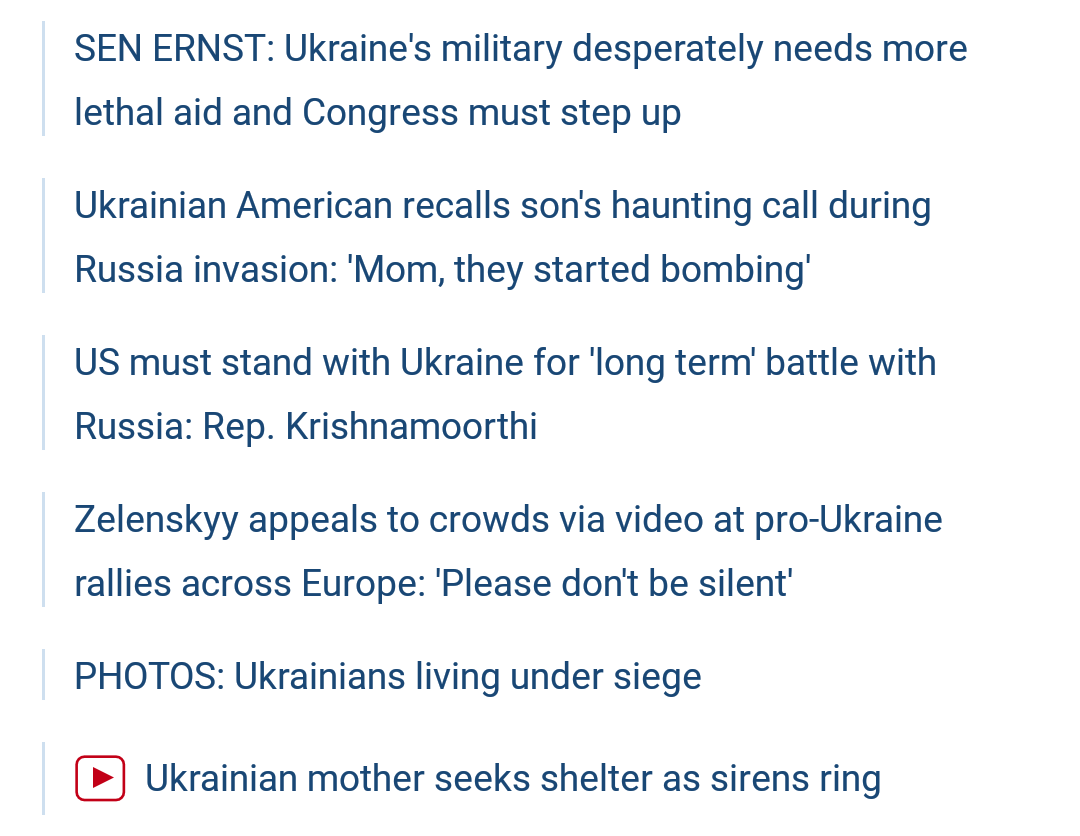 SEN ERNST: Ukraine's military desperately needs more
lethal aid and Congress must step up
Ukrainian American recalls son's haunting call during
Russia invasion: 'Mom, they started bombing'
US must stand with Ukraine for 'long term' battle with
Russia: Rep. Krishnamoorthi
Zelenskyy appeals to crowds via video at pro-Ukraine
rallies across Europe: 'Please don't be silent'
PHOTOS: Ukrainians living under siege
Ukrainian mother seeks shelter as sirens ring